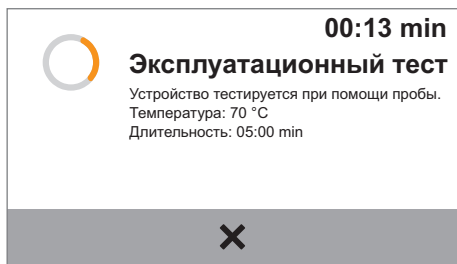 00:13 min
Эксплуатационный тест
Устройство тестируется при помощи пробы.
Температура: 70 °C
Длительность: 05:00 min